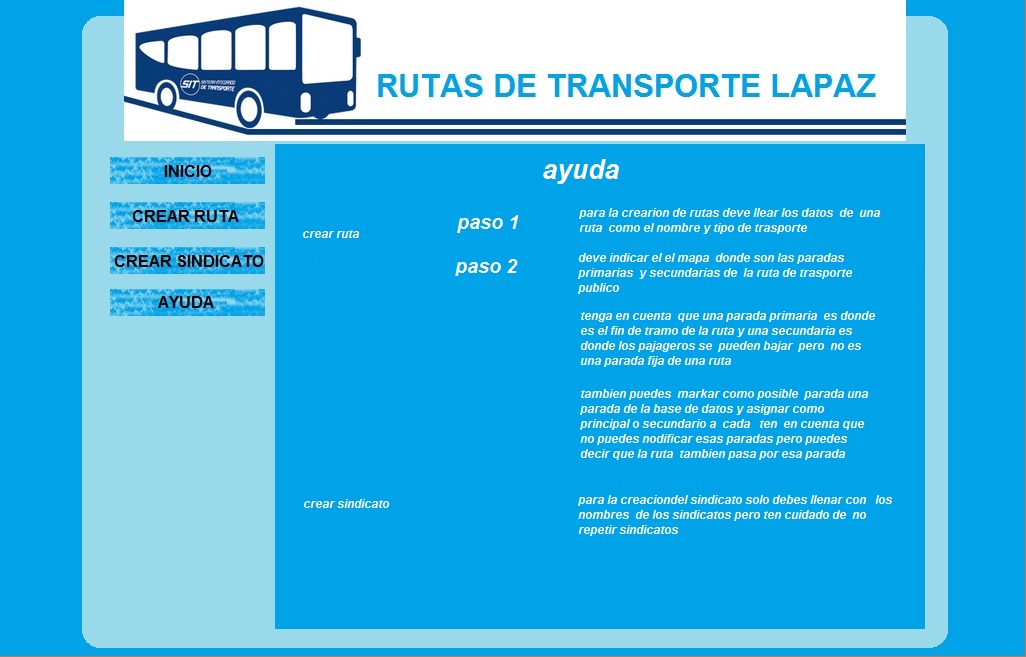 SIT SISTEMA INTEGRADO
DE TRANSPORTE
RUTAS DE TRANSPORTE LAPAZ
INICIO
CREAR RUTA
CREAR SINDICATO
AYUDA
ayuda
crear ruta
paso 1
para la crearion de rutas deve llear los datos de una
ruta como el nombre y tipo de trasporte
paso 2
deve indicar el el mapa donde son las paradas
primarias y secundarias de la ruta de trasporte
publico
tenga en cuenta que una parada primaria es donde
es el fin de tramo de la ruta y una secundaria es
donde los pajageros se pueden bajar pero no es
una parada fija de una ruta
tambien puedes markar como posible parada una
parada de la base de datos y asignar como
principal o secundario a cada ten en cuenta que
no puedes nodificar esas paradas pero puedes
decir que la ruta tambien pasa por esa parada
crear sindicato
para la creaciondel sindicato solo debes llenar con los
nombres de los sindicatos pero ten cuidado de no
repetir sindicatos